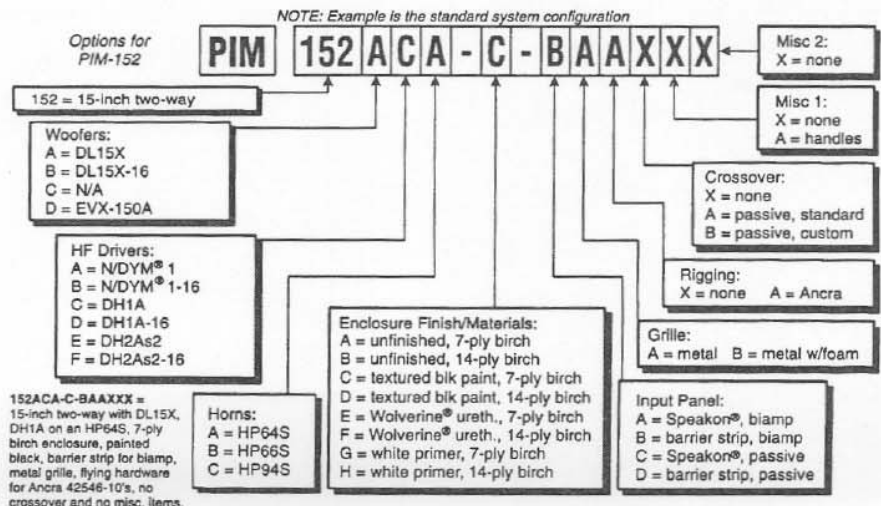 NOTE: Example is the standard system configuration
Options for
PIM-152
PIM 152ACA-C-BAAXXX
Misc 2:
X = none
Misc 1:
X = none
A = handles
152 = 15-inch two-way
Woofers:
A = DL15X
B = DL15X-16
C = N/A
D = EVX-150A
Crossover:
X = none
A = passive, standard
B = passive, custom
HF Drivers:
A = N/DYM® 1
B = N/DYM® 1-16
C = DH1A
D = DH1A-16
E = DH2As2
F = DH2As2-16
Rigging:
X = none A = Ancra
Enclosure Finish/Materials:
A = unfinished, 7-ply birch
B = unfinished, 14-ply birch
C = textured blk paint, 7-ply birch
D = textured blk paint, 14-ply birch
E = Wolverine® ureth., 7-ply birch
F = Wolverine® ureth., 14-ply birch
G = white primer, 7-ply birch
H = white primer, 14-ply birch
Grille:
A = metal B = metal w/foam
Input Panel:
A = Speakon®, biamp
B = barrier strip, biamp
C = Speakon®, passive
D = barrier strip, passive
Horns:
A = HP64S
B = HP66S
C = HP94S
152ACA-C-BAAXXX =
15-inch two-way with DL15X,
DH1A on an HP64S, 7-ply
birch enclosure, painted
black, barrier strip for biamp,
metal grille, flying hardware
for Ancra 42546-10's, no
crossover and no misc. items.